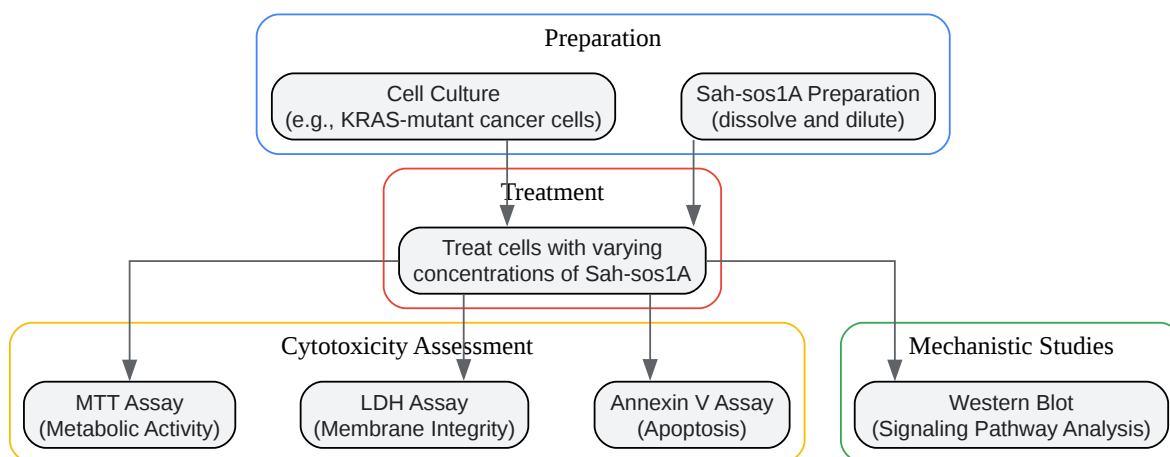 Preparation
Cell Culture
(e.g., KRAS-mutant cancer cells)
Sah-sos1A Preparation
(dissolve and dilute)
Treatment
Treat cells with varying
concentrations of Sah-sos1A
Cytotoxicity Assessment
MTT Assay
(Metabolic Activity)
LDH Assay
(Membrane Integrity)
Annexin V Assay
(Apoptosis)
Mechanistic Studies
Western Blot
(Signaling Pathway Analysis)